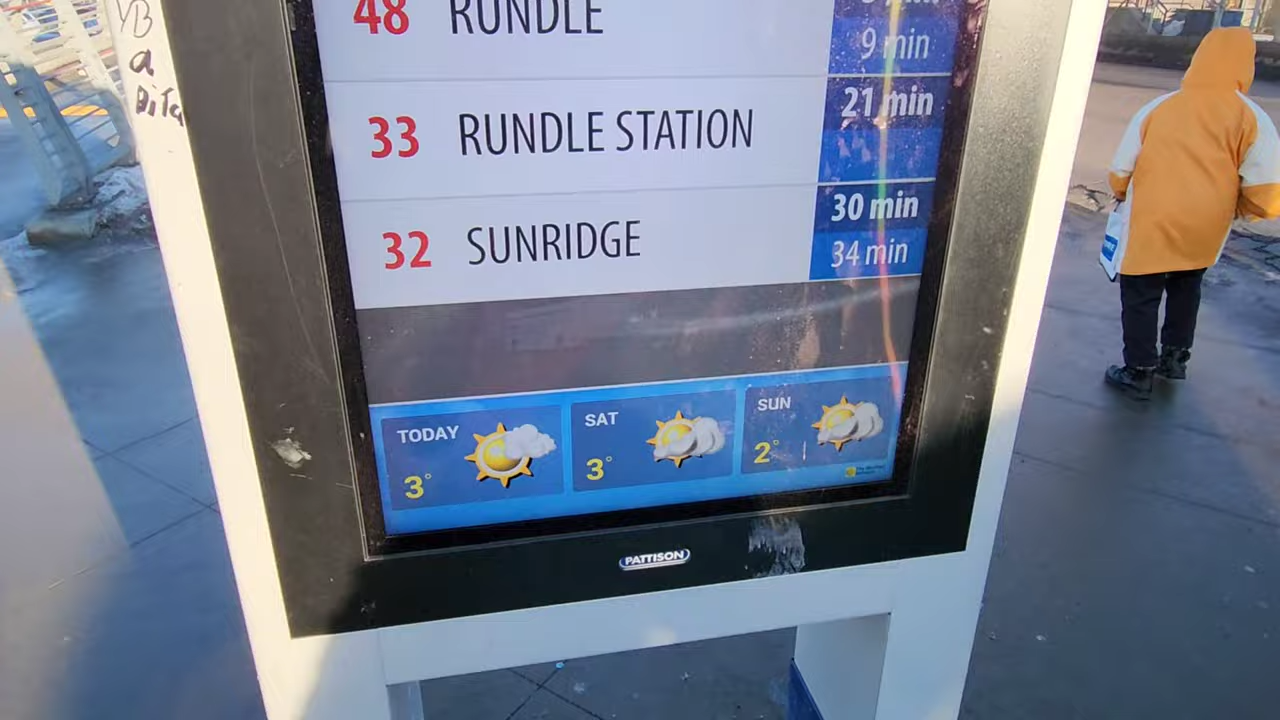 48 RUNDLE
9 min
33 RUNDLE STATION 21 min
32 SUNRIDGE 30 min
34 min
TODAY
3°
SAT
3°
SUN
2°
PATTISON
YB
a